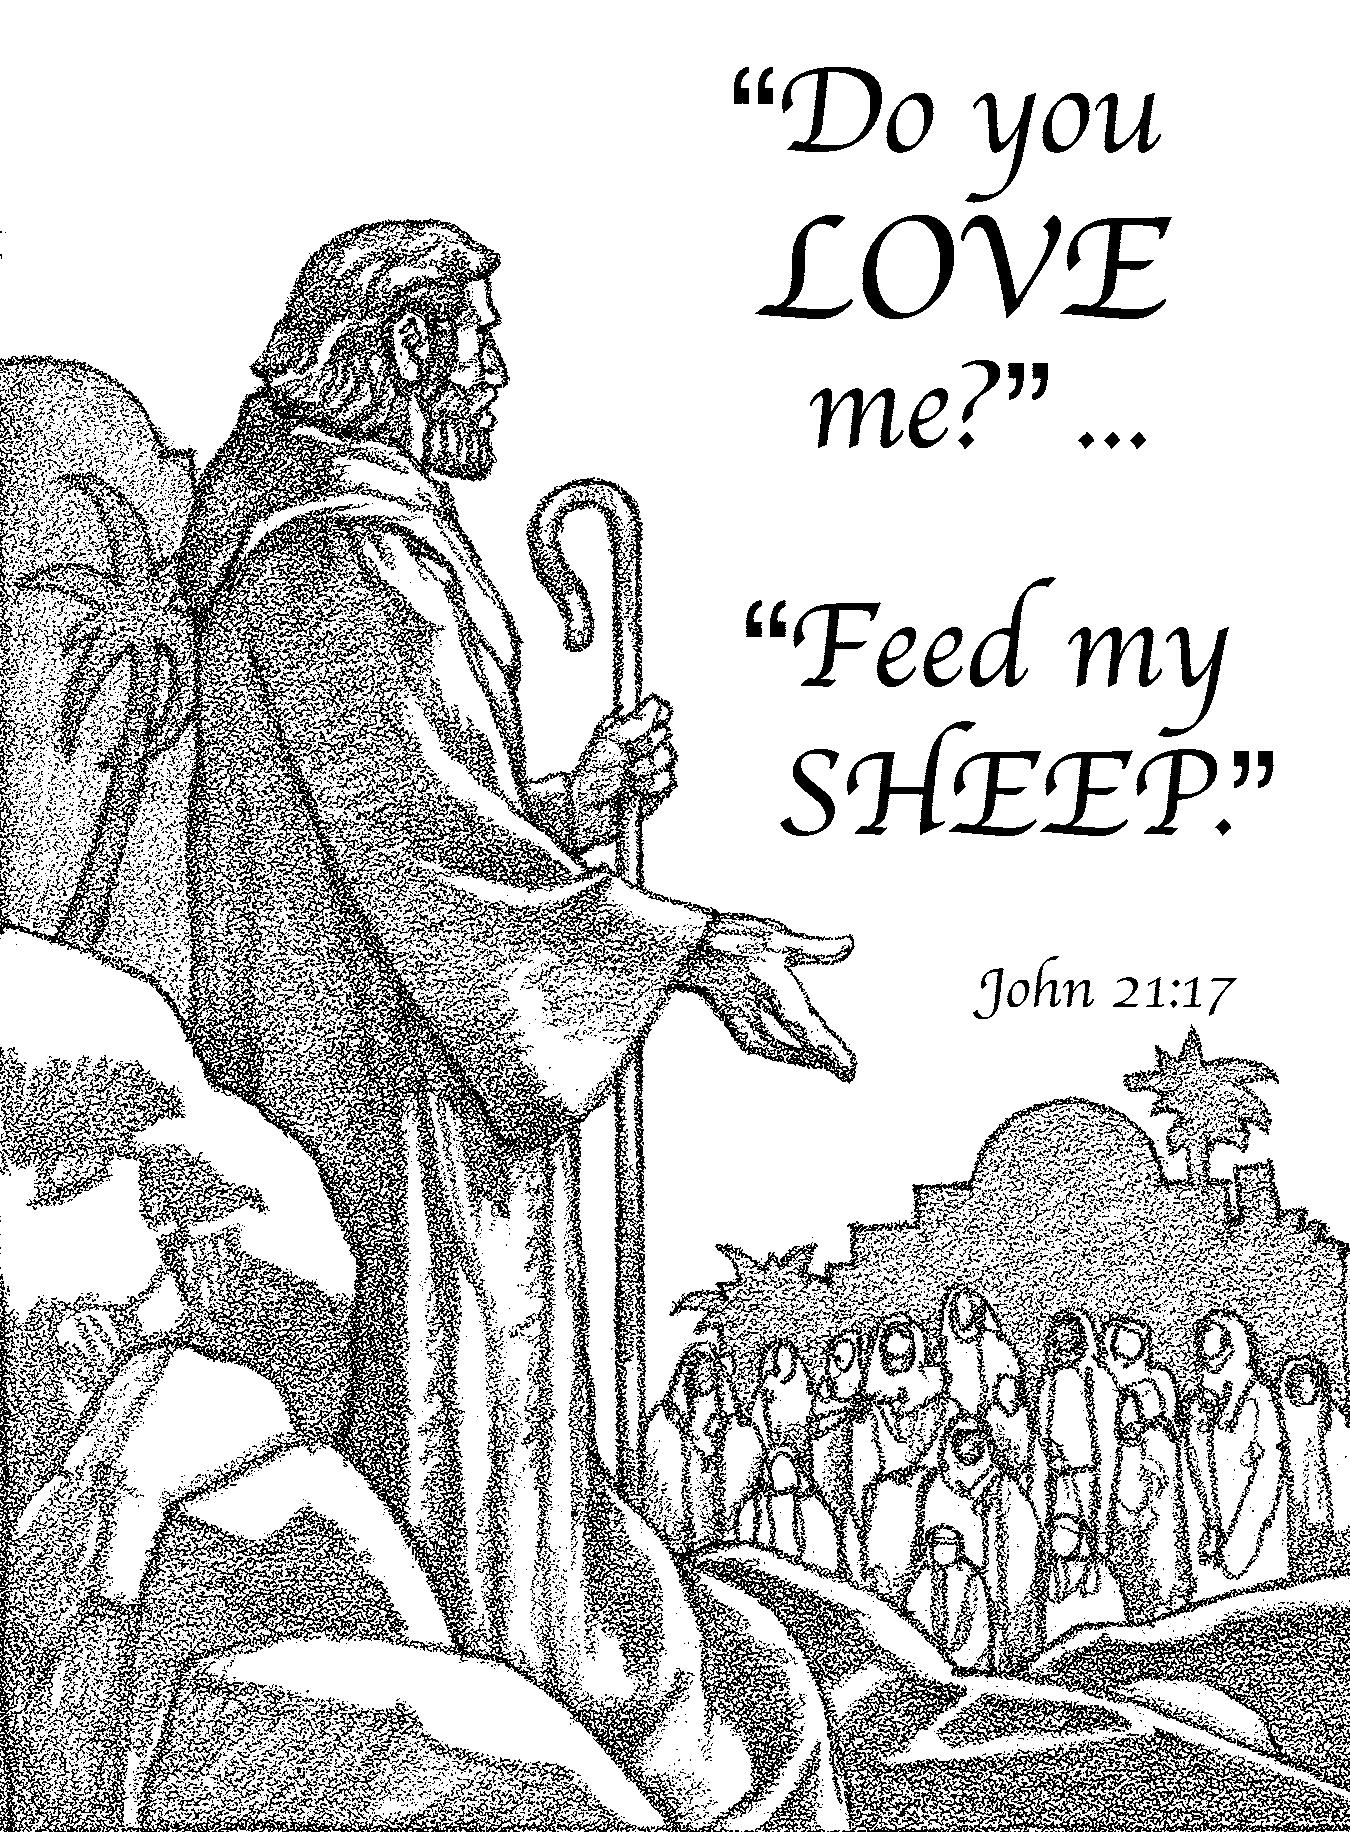 “Do you
LOVE
me?” ...
“Feed my
SHEEP.”
John 21:17